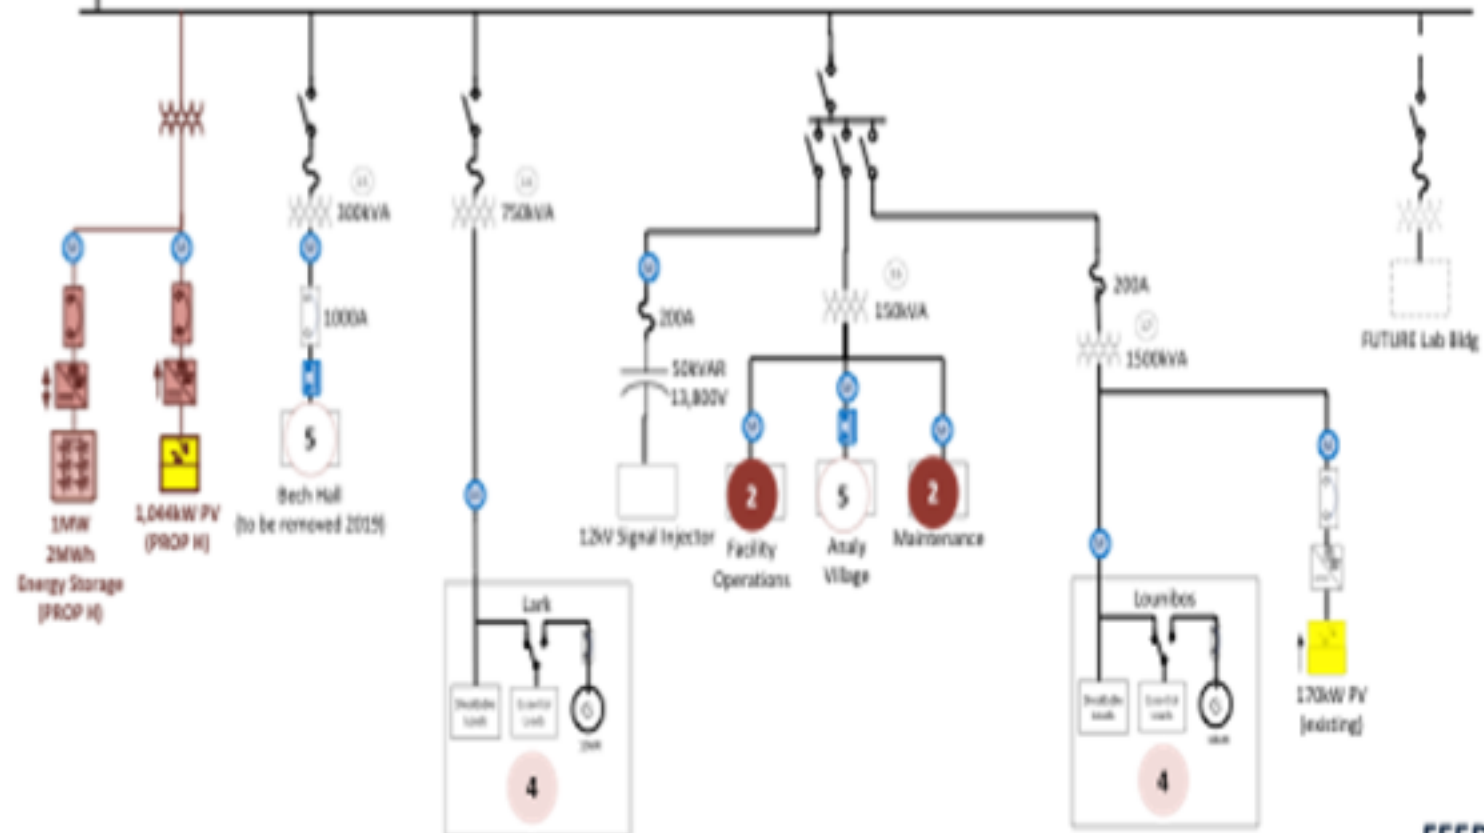 300kVA
750kVA
1000A
200A
50kVAR
13,800V
150kVA
200A
1500kVA
FUTURE Lab Bldg
1MW
2MWh
Energy Storage
(PROP H)
1,044kW PV
(PROP H)
5
Bech Hall
(to be removed 2019)
12kV Signal Injector
2
Facility
Operations
5
Analy
Village
2
Maintenance
Lark
4
Lounibos
4
170kW PV
(existing)